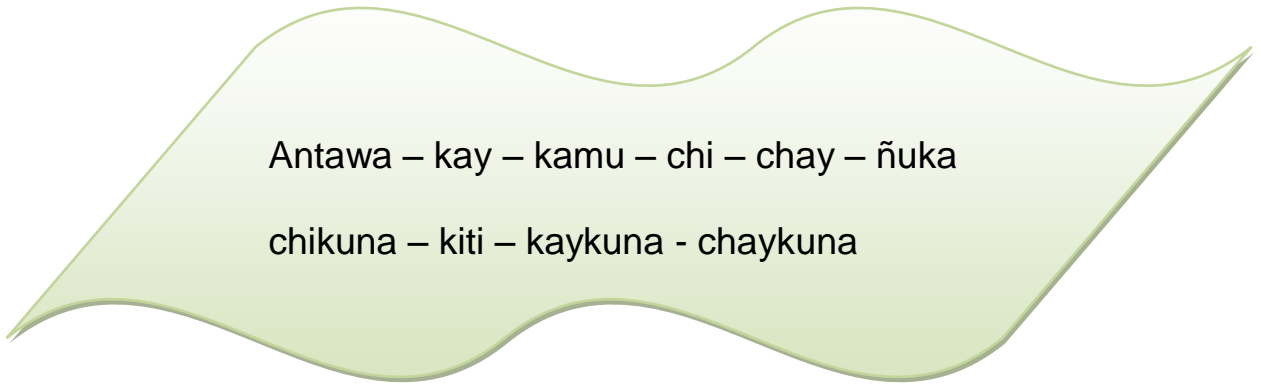 Antawa – kay – kamu – chi – chay – ñuka
chikuna – kiti – kaykuna - chaykuna